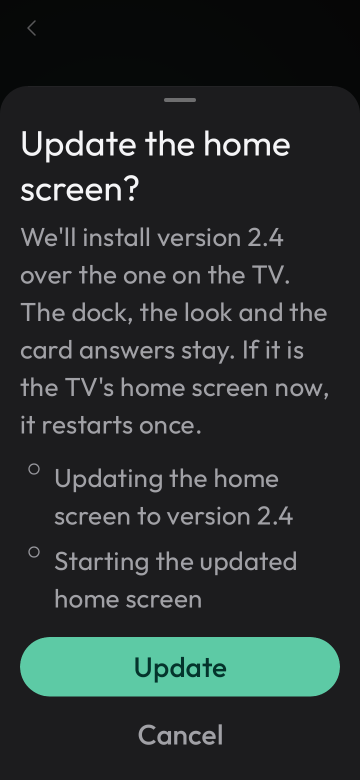 Update the home
screen?
We'll install version 2.4
over the one on the TV.
The dock, the look and the
card answers stay. If it is
the TV's home screen now,
it restarts once.
Updating the home
screen to version 2.4
Starting the updated
home screen
Update
Cancel